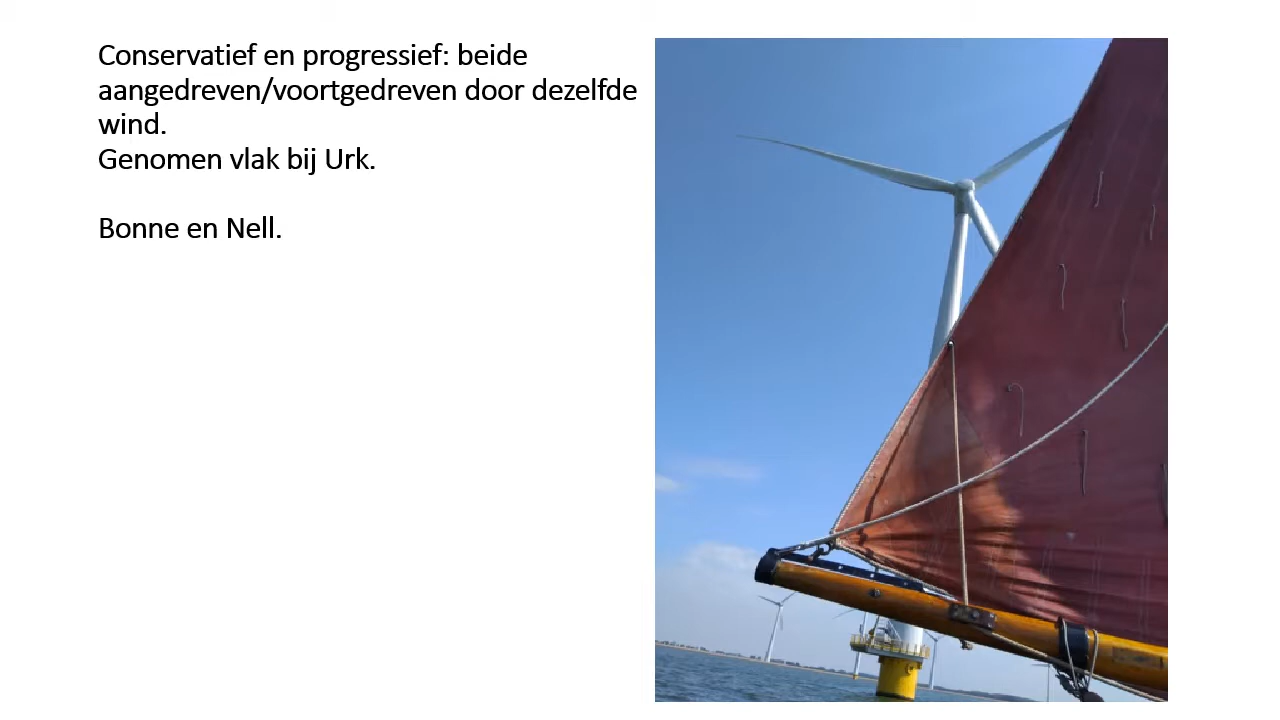 Conservatief en progressief: beide
aangedreven/voortgedreven door dezelfde
wind.
Genomen vlak bij Urk.
Bonne en Nell.